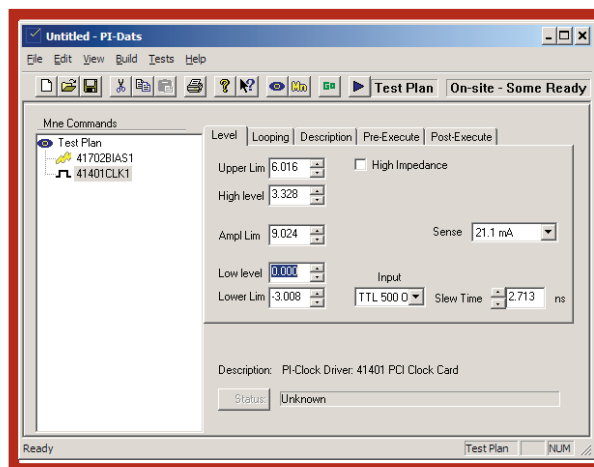 Untitled - PI-Dats
File Edit View Build Tests Help
Mn Go Test Plan On-site - Some Ready
Mne Commands
Test Plan
41702BIAS1
41401CLK1
Level Looping Description Pre-Execute Post-Execute
Upper Lim 6.016 High Impedance
High level 3.328
Ampl Lim 9.024 Sense 21.1 mA
Low level 0.000 Input
Lower Lim -3.008 TTL 500 O Slew Time 2.713 ns
Description: PI-Clock Driver: 41401 PCI Clock Card
Status: Unknown
Ready Test Plan NUM